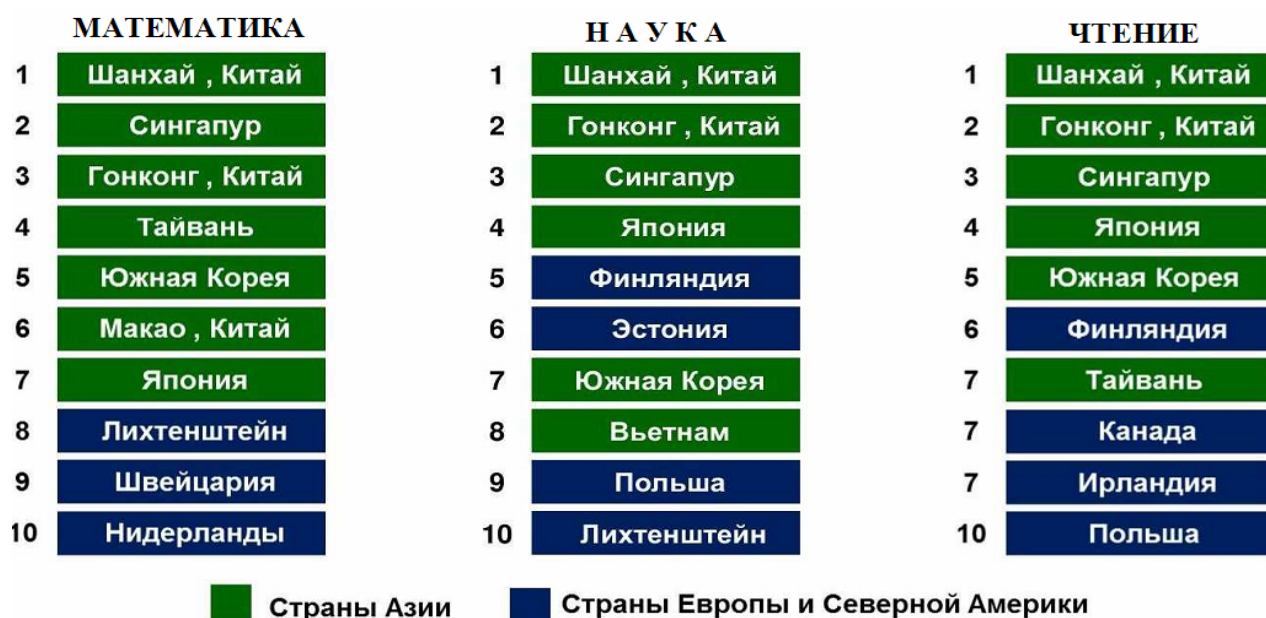 МАТЕМАТИКА
1 Шанхай , Китай
2 Сингапур
3 Гонконг , Китай
4 Тайвань
5 Южная Корея
6 Макао , Китай
7 Япония
8 Лихтенштейн
9 Швейцария
10 Нидерланды
Н А У К А
1 Шанхай , Китай
2 Гонконг , Китай
3 Сингапур
4 Япония
5 Финляндия
6 Эстония
7 Южная Корея
8 Вьетнам
9 Польша
10 Лихтенштейн
ЧТЕНИЕ
1 Шанхай , Китай
2 Гонконг , Китай
3 Сингапур
4 Япония
5 Южная Корея
6 Финляндия
7 Тайвань
7 Канада
7 Ирландия
10 Польша
Страны Азии
Страны Европы и Северной Америки